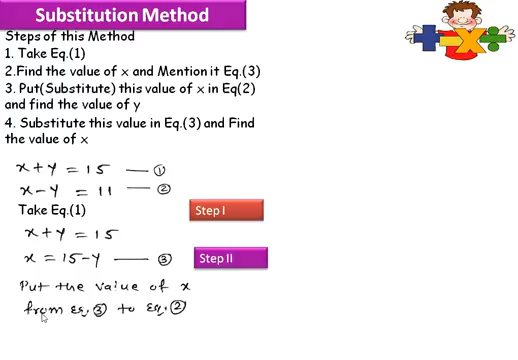 Substitution Method
Steps of this Method
1. Take Eq.(1)
2.Find the value of x and Mention it Eq.(3)
3. Put(Substitute) this value of x in Eq(2)
and find the value of y
4. Substitute this value in Eq.(3) and Find
the value of x
x + y = 15 — ①
x - y = 11 — ②
Take Eq.(1)
Step I
x + y = 15
x = 15 - y — ③
Step II
Put the value of x
from Eq. ③ to Eq. ②